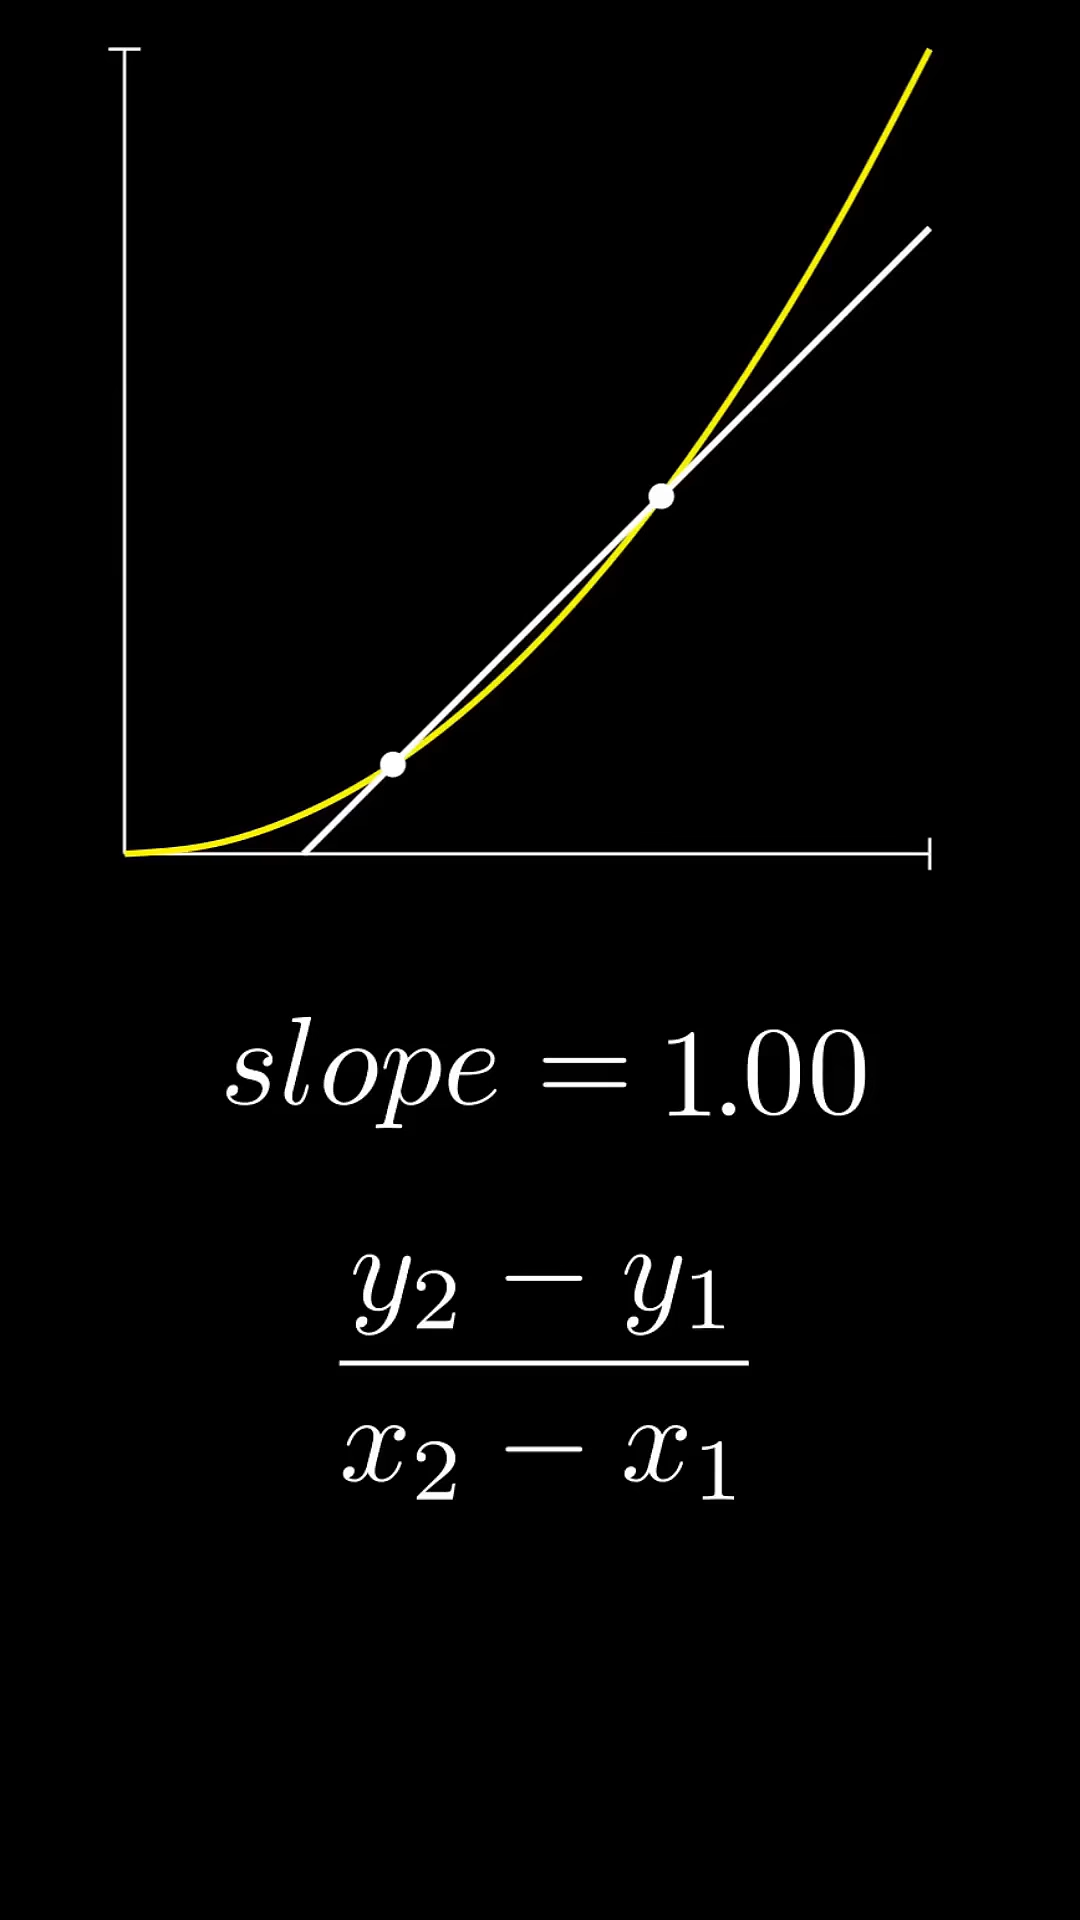 slope = 1.00
y₂ − y₁
x₂ − x₁